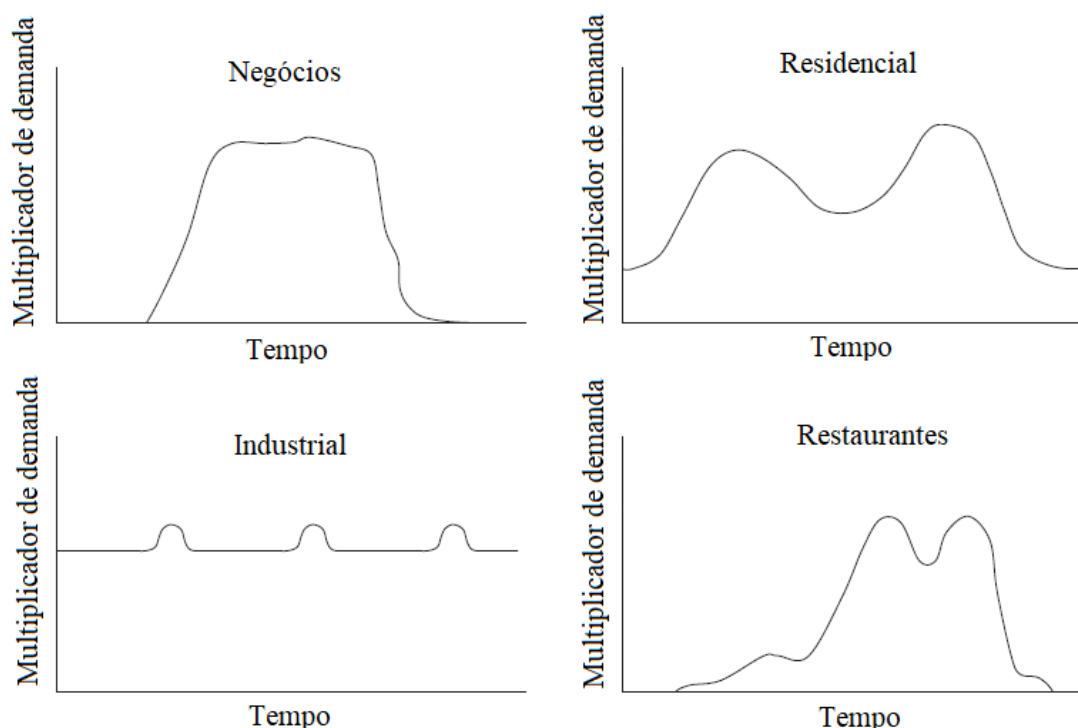 Negócios
Multiplicador de demanda
Tempo
Residencial
Multiplicador de demanda
Tempo
Industrial
Multiplicador de demanda
Tempo
Restaurantes
Multiplicador de demanda
Tempo